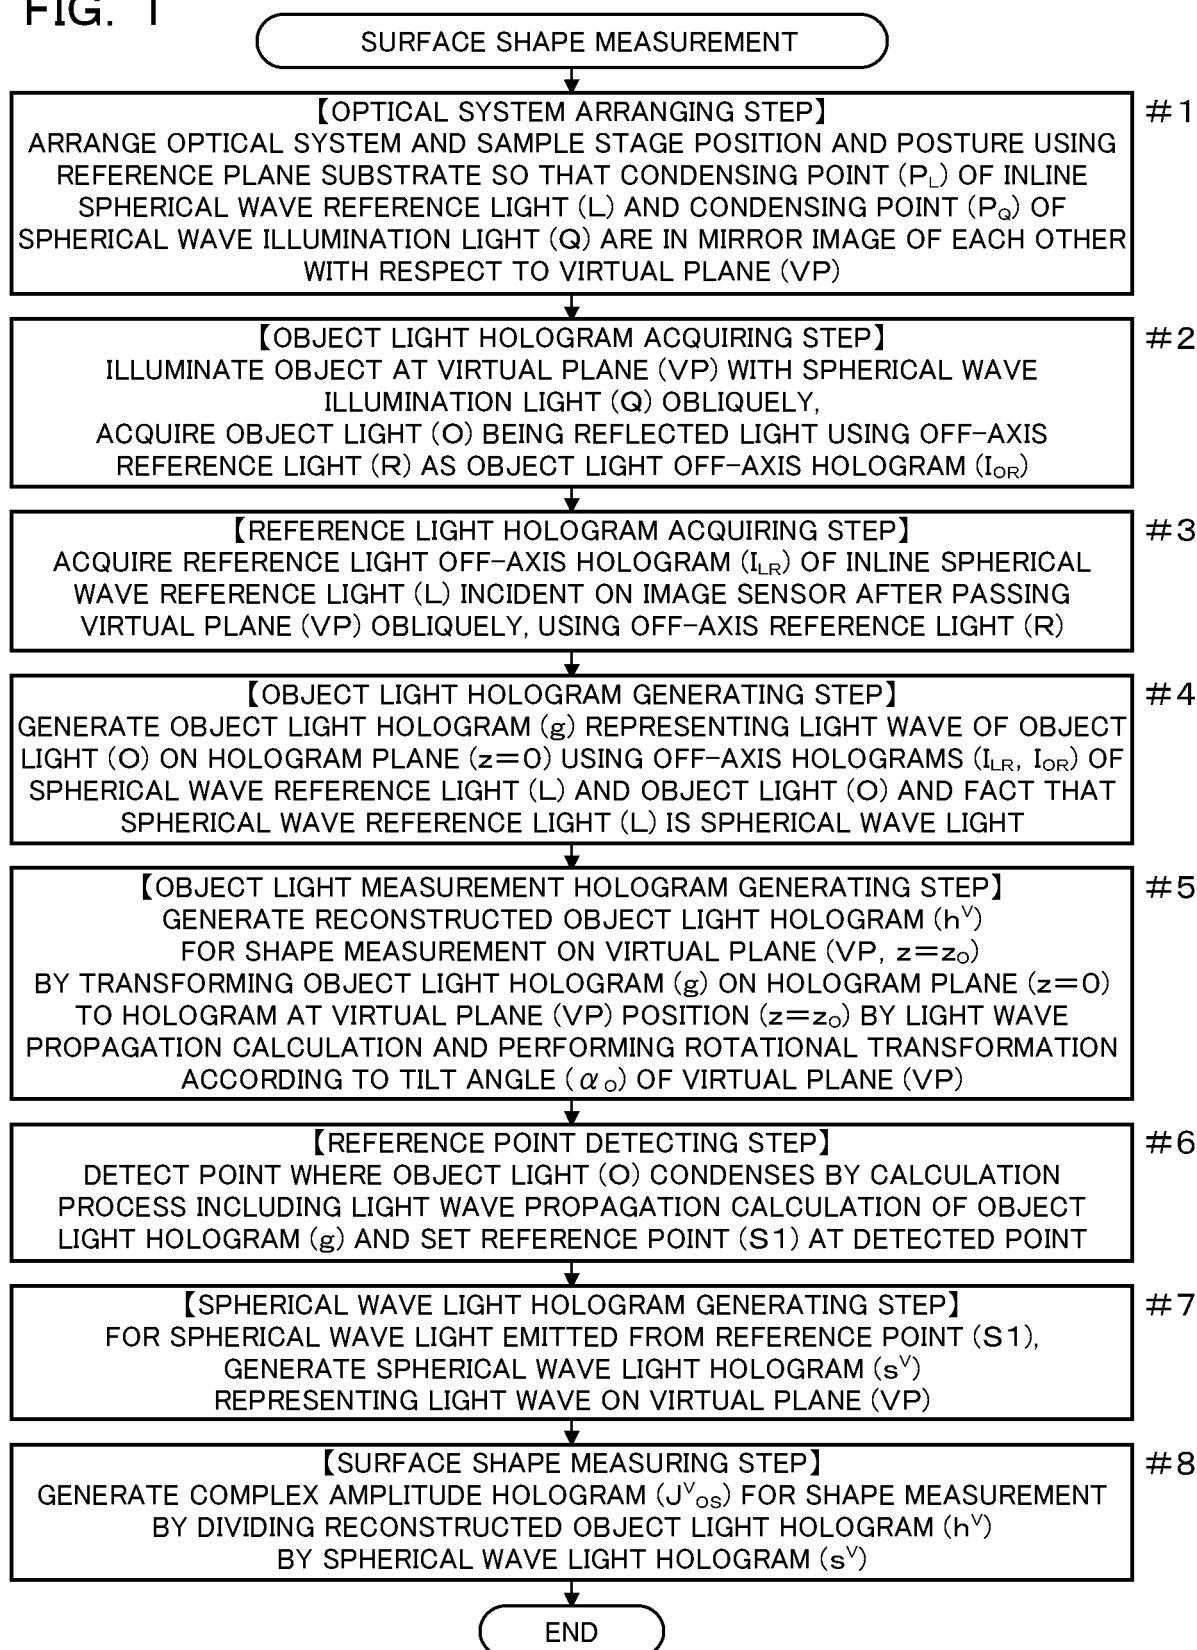 FIG. 1
SURFACE SHAPE MEASUREMENT
#1
【OPTICAL SYSTEM ARRANGING STEP】
ARRANGE OPTICAL SYSTEM AND SAMPLE STAGE POSITION AND POSTURE USING
REFERENCE PLANE SUBSTRATE SO THAT CONDENSING POINT (P_L) OF INLINE
SPHERICAL WAVE REFERENCE LIGHT (L) AND CONDENSING POINT (P_Q) OF
SPHERICAL WAVE ILLUMINATION LIGHT (Q) ARE IN MIRROR IMAGE OF EACH OTHER
WITH RESPECT TO VIRTUAL PLANE (VP)
#2
【OBJECT LIGHT HOLOGRAM ACQUIRING STEP】
ILLUMINATE OBJECT AT VIRTUAL PLANE (VP) WITH SPHERICAL WAVE
ILLUMINATION LIGHT (Q) OBLIQUELY,
ACQUIRE OBJECT LIGHT (O) BEING REFLECTED LIGHT USING OFF-AXIS
REFERENCE LIGHT (R) AS OBJECT LIGHT OFF-AXIS HOLOGRAM (I_OR)
#3
【REFERENCE LIGHT HOLOGRAM ACQUIRING STEP】
ACQUIRE REFERENCE LIGHT OFF-AXIS HOLOGRAM (I_LR) OF INLINE SPHERICAL
WAVE REFERENCE LIGHT (L) INCIDENT ON IMAGE SENSOR AFTER PASSING
VIRTUAL PLANE (VP) OBLIQUELY, USING OFF-AXIS REFERENCE LIGHT (R)
#4
【OBJECT LIGHT HOLOGRAM GENERATING STEP】
GENERATE OBJECT LIGHT HOLOGRAM (g) REPRESENTING LIGHT WAVE OF OBJECT
LIGHT (O) ON HOLOGRAM PLANE (z=0) USING OFF-AXIS HOLOGRAMS (I_LR, I_OR) OF
SPHERICAL WAVE REFERENCE LIGHT (L) AND OBJECT LIGHT (O) AND FACT THAT
SPHERICAL WAVE REFERENCE LIGHT (L) IS SPHERICAL WAVE LIGHT
#5
【OBJECT LIGHT MEASUREMENT HOLOGRAM GENERATING STEP】
GENERATE RECONSTRUCTED OBJECT LIGHT HOLOGRAM (h^V)
FOR SHAPE MEASUREMENT ON VIRTUAL PLANE (VP, z=z_O)
BY TRANSFORMING OBJECT LIGHT HOLOGRAM (g) ON HOLOGRAM PLANE (z=0)
TO HOLOGRAM AT VIRTUAL PLANE (VP) POSITION (z=z_O) BY LIGHT WAVE
PROPAGATION CALCULATION AND PERFORMING ROTATIONAL TRANSFORMATION
ACCORDING TO TILT ANGLE (α_O) OF VIRTUAL PLANE (VP)
#6
【REFERENCE POINT DETECTING STEP】
DETECT POINT WHERE OBJECT LIGHT (O) CONDENSES BY CALCULATION
PROCESS INCLUDING LIGHT WAVE PROPAGATION CALCULATION OF OBJECT
LIGHT HOLOGRAM (g) AND SET REFERENCE POINT (S1) AT DETECTED POINT
#7
【SPHERICAL WAVE LIGHT HOLOGRAM GENERATING STEP】
FOR SPHERICAL WAVE LIGHT EMITTED FROM REFERENCE POINT (S1),
GENERATE SPHERICAL WAVE LIGHT HOLOGRAM (s^V)
REPRESENTING LIGHT WAVE ON VIRTUAL PLANE (VP)
#8
【SURFACE SHAPE MEASURING STEP】
GENERATE COMPLEX AMPLITUDE HOLOGRAM (J^V_OS) FOR SHAPE MEASUREMENT
BY DIVIDING RECONSTRUCTED OBJECT LIGHT HOLOGRAM (h^V)
BY SPHERICAL WAVE LIGHT HOLOGRAM (s^V)
END